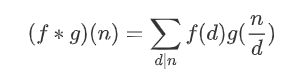 (f * g)(n) = ∑_{d|n} f(d)g(n/d)